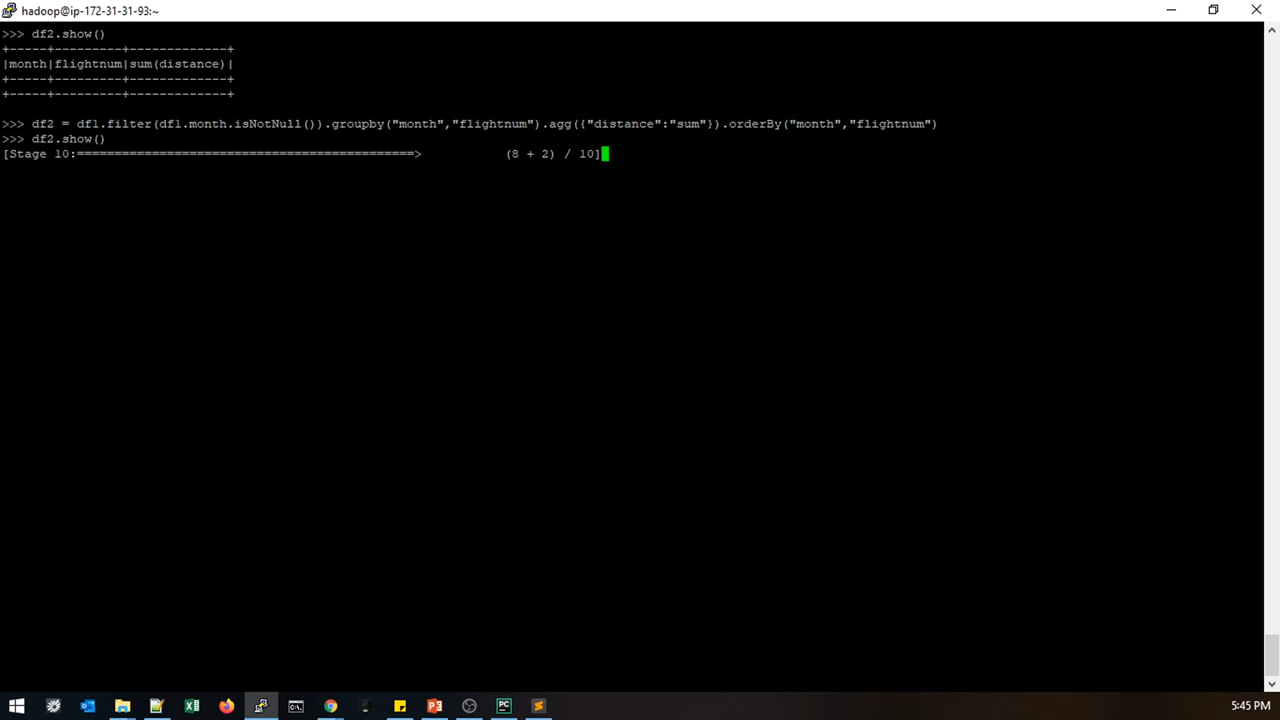 hadoop@ip-172-31-31-93:~
>>> df2.show()
+-----+---------+-------------+
|month|flightnum|sum(distance)|
+-----+---------+-------------+
+-----+---------+-------------+
>>> df2 = df1.filter(df1.month.isNotNull()).groupby("month","flightnum").agg({"distance":"sum"}).orderBy("month","flightnum")
>>> df2.show()
[Stage 10:=============================================>           (8 + 2) / 10]
5:45 PM